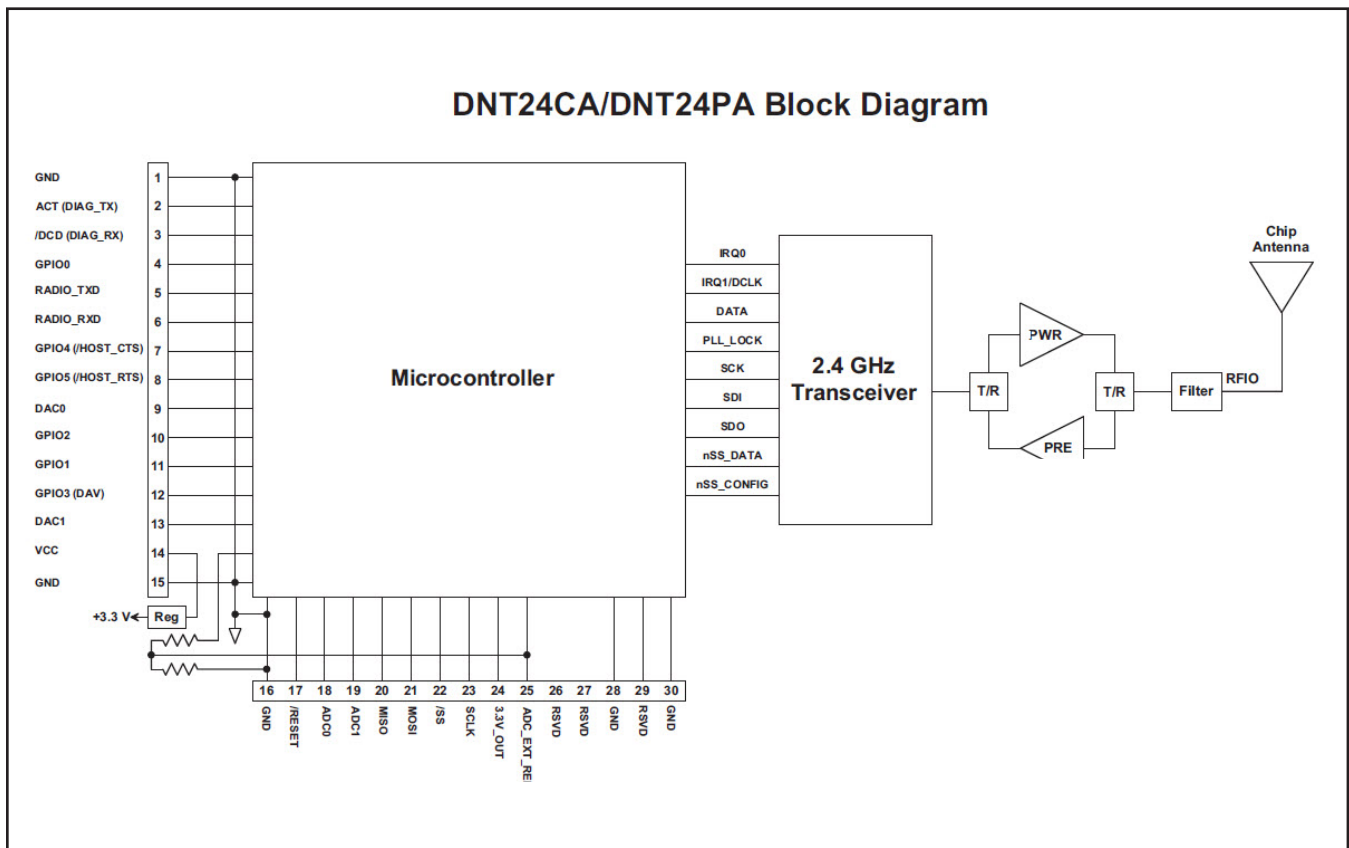 DNT24CA/DNT24PA Block Diagram
GND 1
ACT (DIAG_TX) 2
/DCD (DIAG_RX) 3
GPIO0 4
RADIO_TXD 5
RADIO_RXD 6
GPIO4 (/HOST_CTS) 7
GPIO5 (/HOST_RTS) 8
DAC0 9
GPIO2 10
GPIO1 11
GPIO3 (DAV) 12
DAC1 13
VCC 14
GND 15
+3.3 V Reg
Microcontroller
IRQ0
IRQ1/DCLK
DATA
PLL_LOCK
SCK
SDI
SDO
nSS_DATA
nSS_CONFIG
2.4 GHz
Transceiver
T/R
PWR
PRE
T/R
Filter
RFIO
Chip
Antenna
16 17 18 19 20 21 22 23 24 25 26 27 28 29 30
GND
/RESET
ADC0
ADC1
MISO
MOSI
/SS
SCLK
3.3V_OUT
ADC_EXT_RE
RSVD
RSVD
GND
RSVD
GND